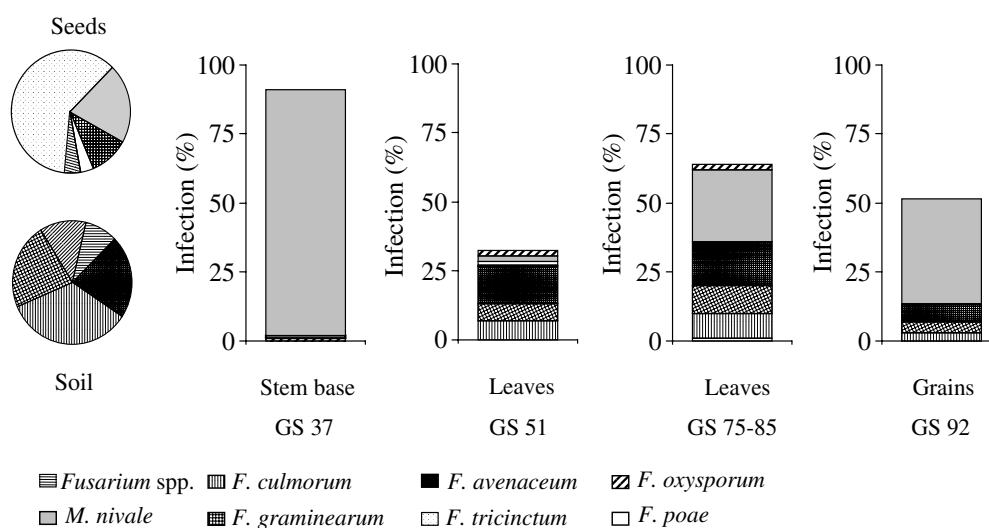 Seeds
Soil
100
75
50
25
0
Infection (%)
Stem base
GS 37
100
75
50
25
0
Infection (%)
Leaves
GS 51
100
75
50
25
0
Infection (%)
Leaves
GS 75-85
100
75
50
25
0
Infection (%)
Grains
GS 92
Fusarium spp. F. culmorum F. avenaceum F. oxysporum
M. nivale F. graminearum F. tricinctum F. poae